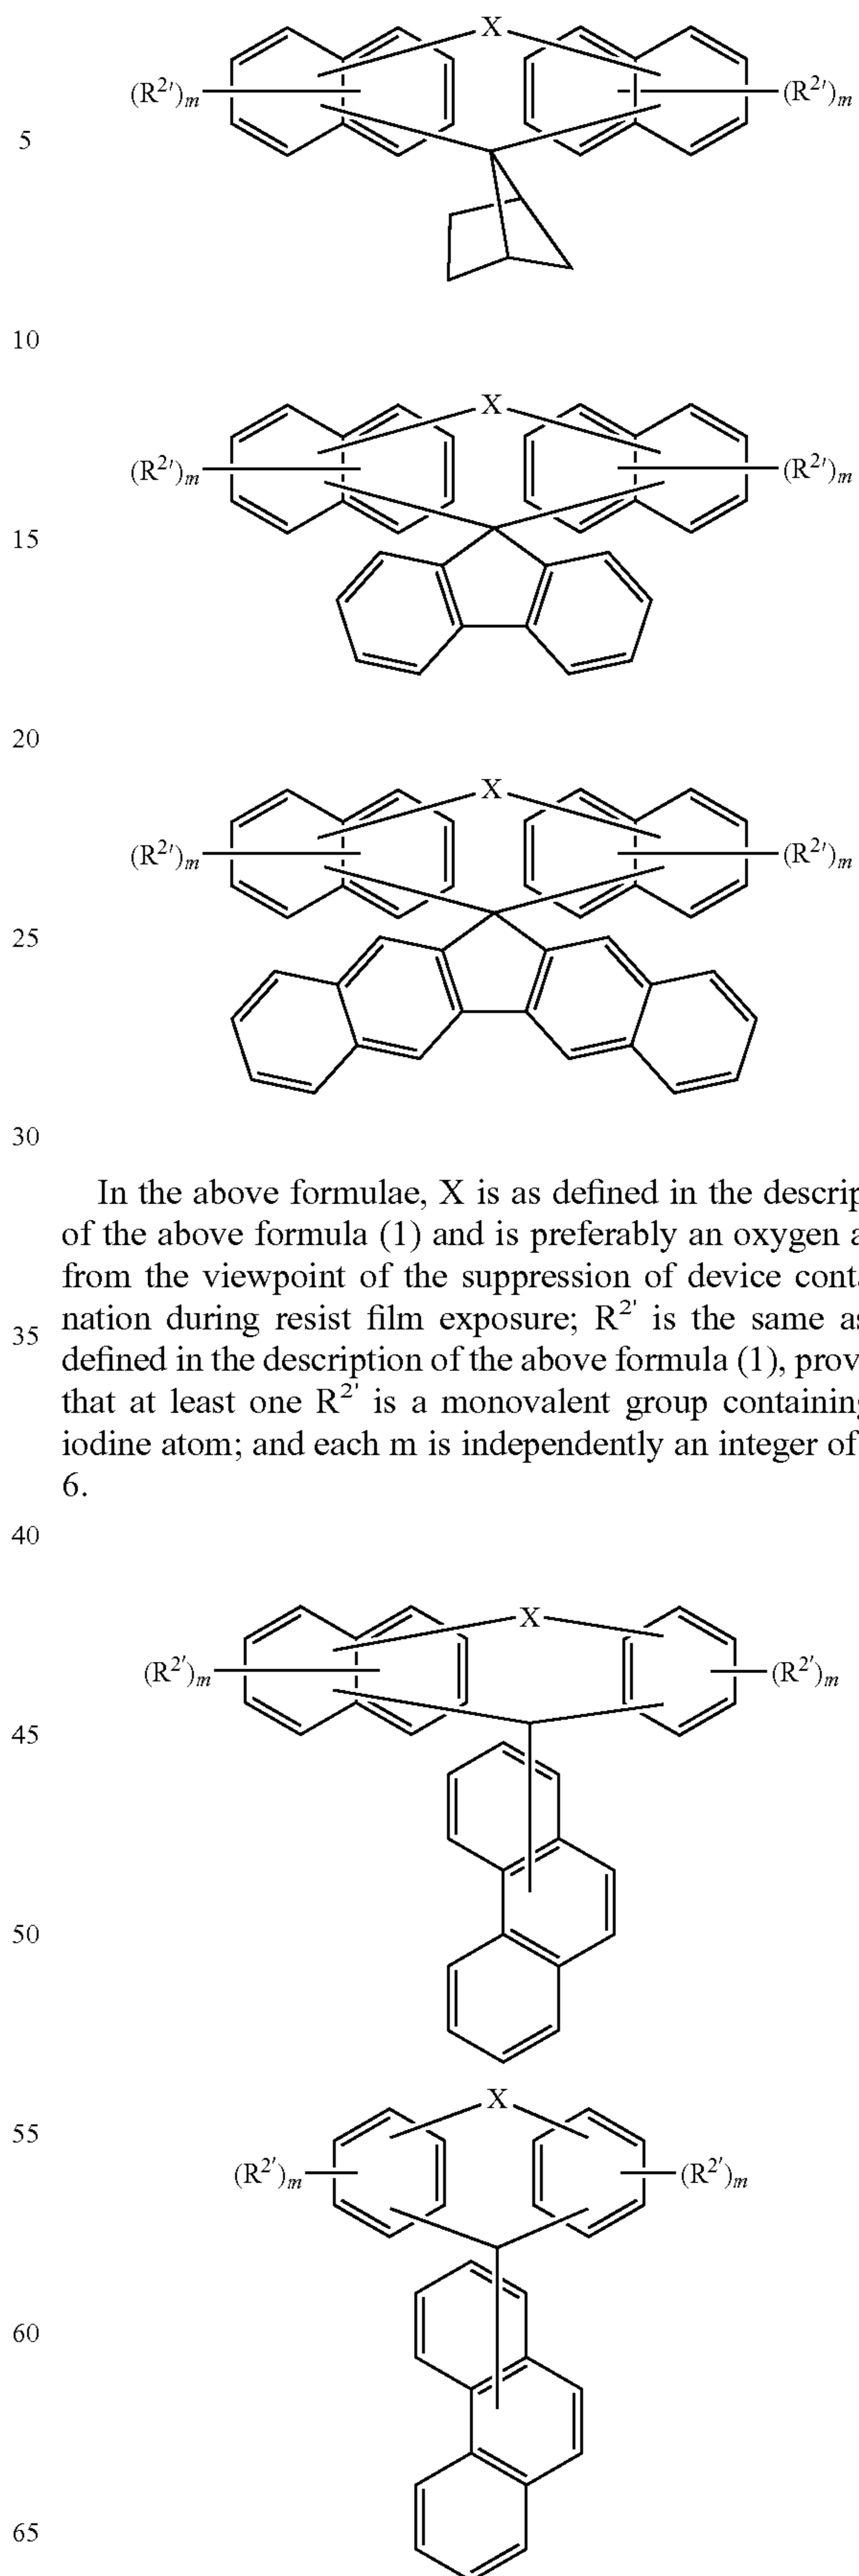 X
(R2')m (R2')m
5
10
X
(R2')m (R2')m
15
20
X
(R2')m (R2')m
25
30
In the above formulae, X is as defined in the descrip
of the above formula (1) and is preferably an oxygen a
from the viewpoint of the suppression of device conta
nation during resist film exposure; R2' is the same as
35
defined in the description of the above formula (1), prov
that at least one R2' is a monovalent group containing
iodine atom; and each m is independently an integer of
6.
40
X
(R2')m (R2')m
45
50
X
55
(R2')m (R2')m
60
65